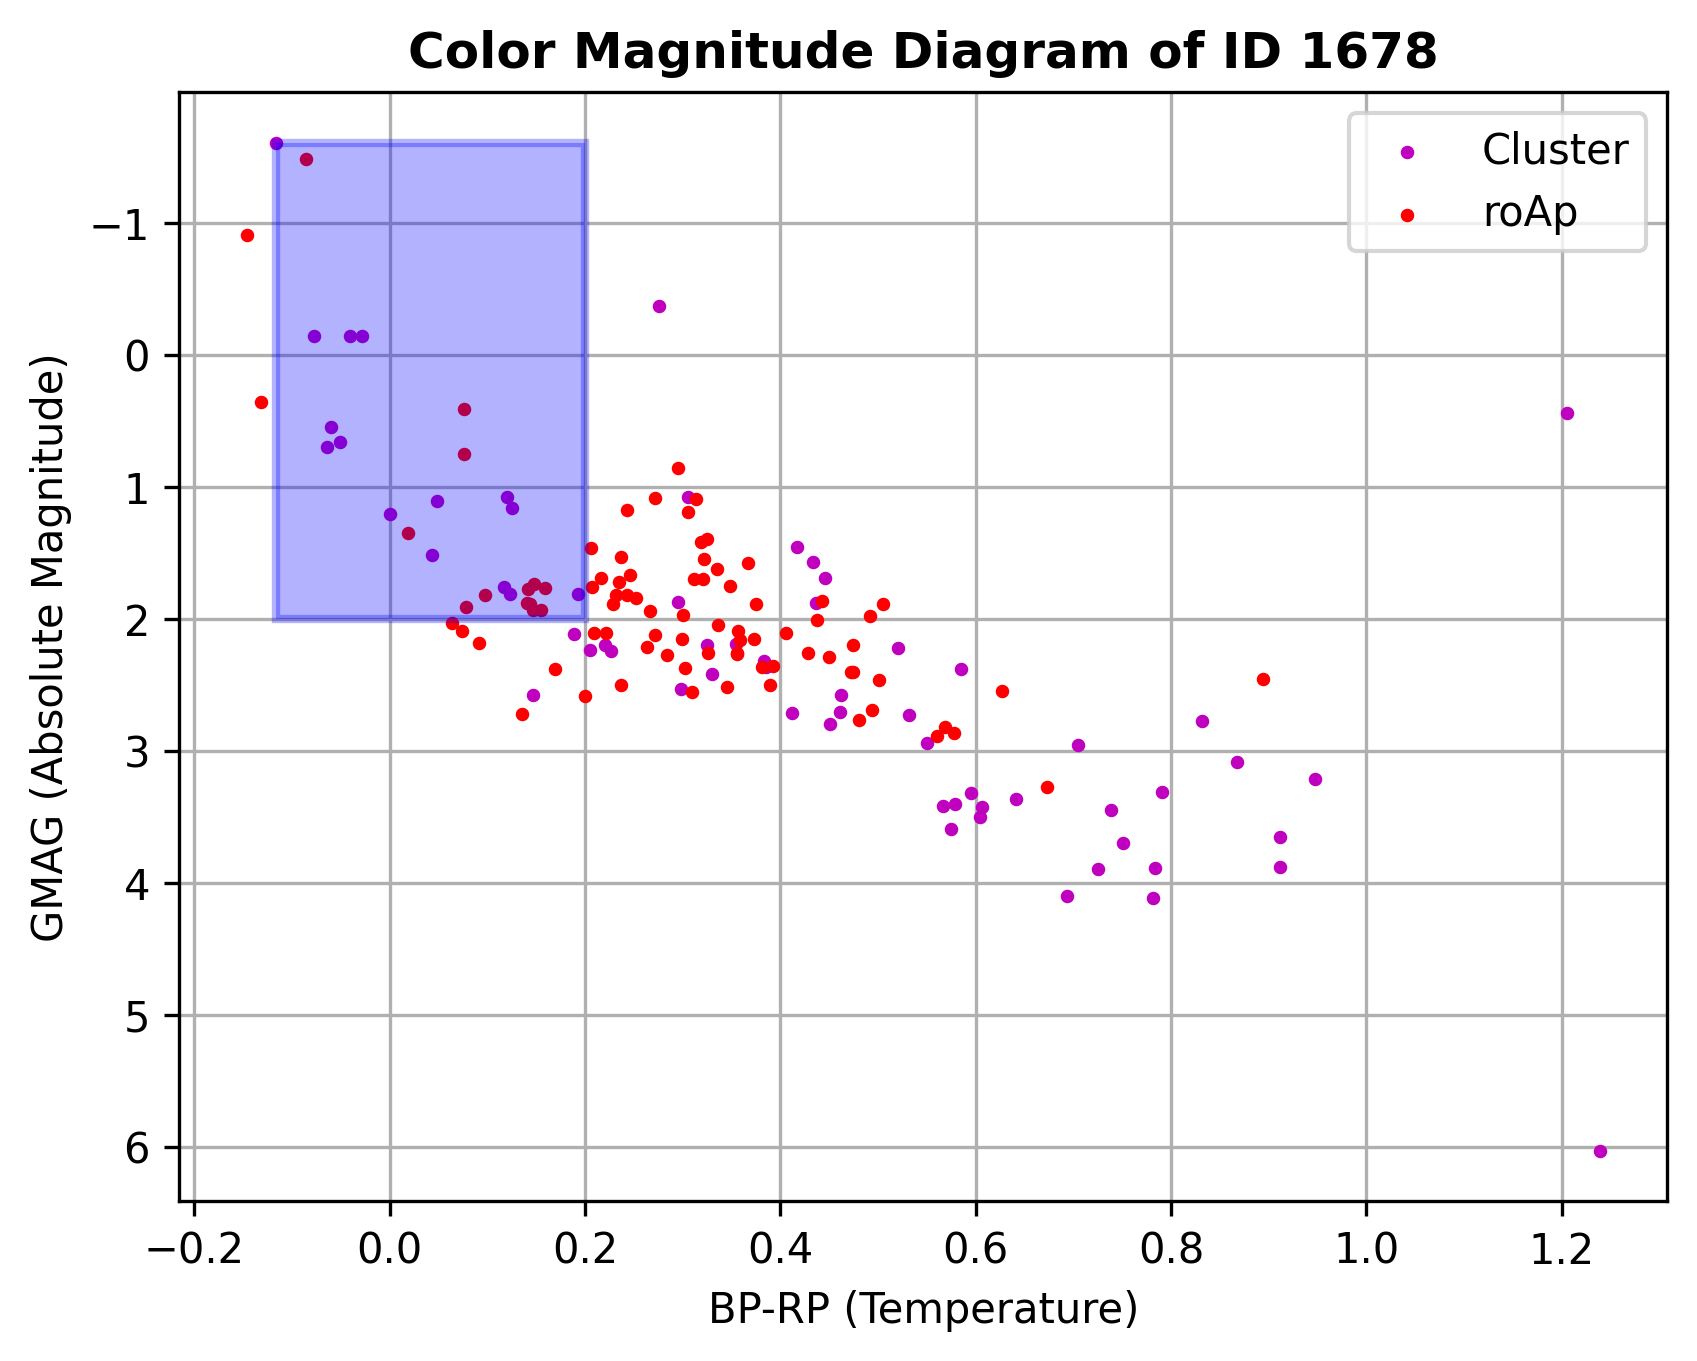 Color Magnitude Diagram of ID 1678
Cluster
roAp
GMAG (Absolute Magnitude)
−1
0
1
2
3
4
5
6
−0.2 0.0 0.2 0.4 0.6 0.8 1.0 1.2
BP-RP (Temperature)